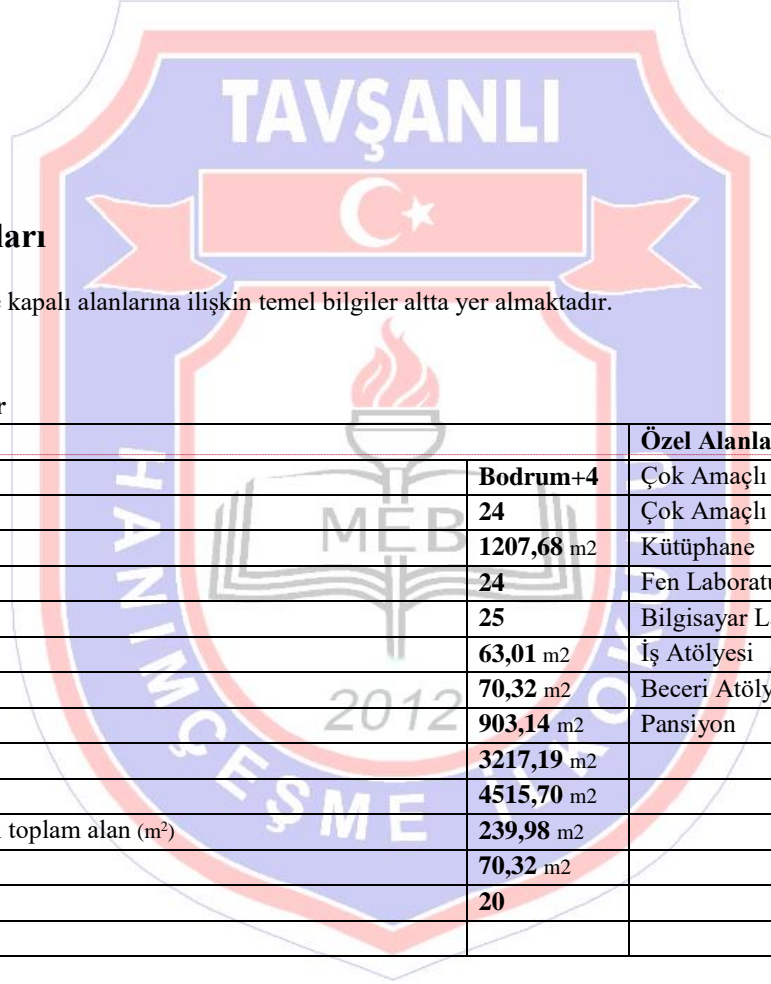 TAVŞANLI
ları
kapalı alanlarına ilişkin temel bilgiler altta yer almaktadır.
r
Özel Alanla
Bodrum+4 Çok Amaçlı
24 Çok Amaçlı
1207,68 m2 Kütüphane
24 Fen Laboratu
25 Bilgisayar L
63,01 m2 İş Atölyesi
70,32 m2 Beceri Atöly
903,14 m2 Pansiyon
3217,19 m2
4515,70 m2
toplam alan (m²) 239,98 m2
70,32 m2
20
MEB
2012
HANIMÇEŞME İLKOKULU